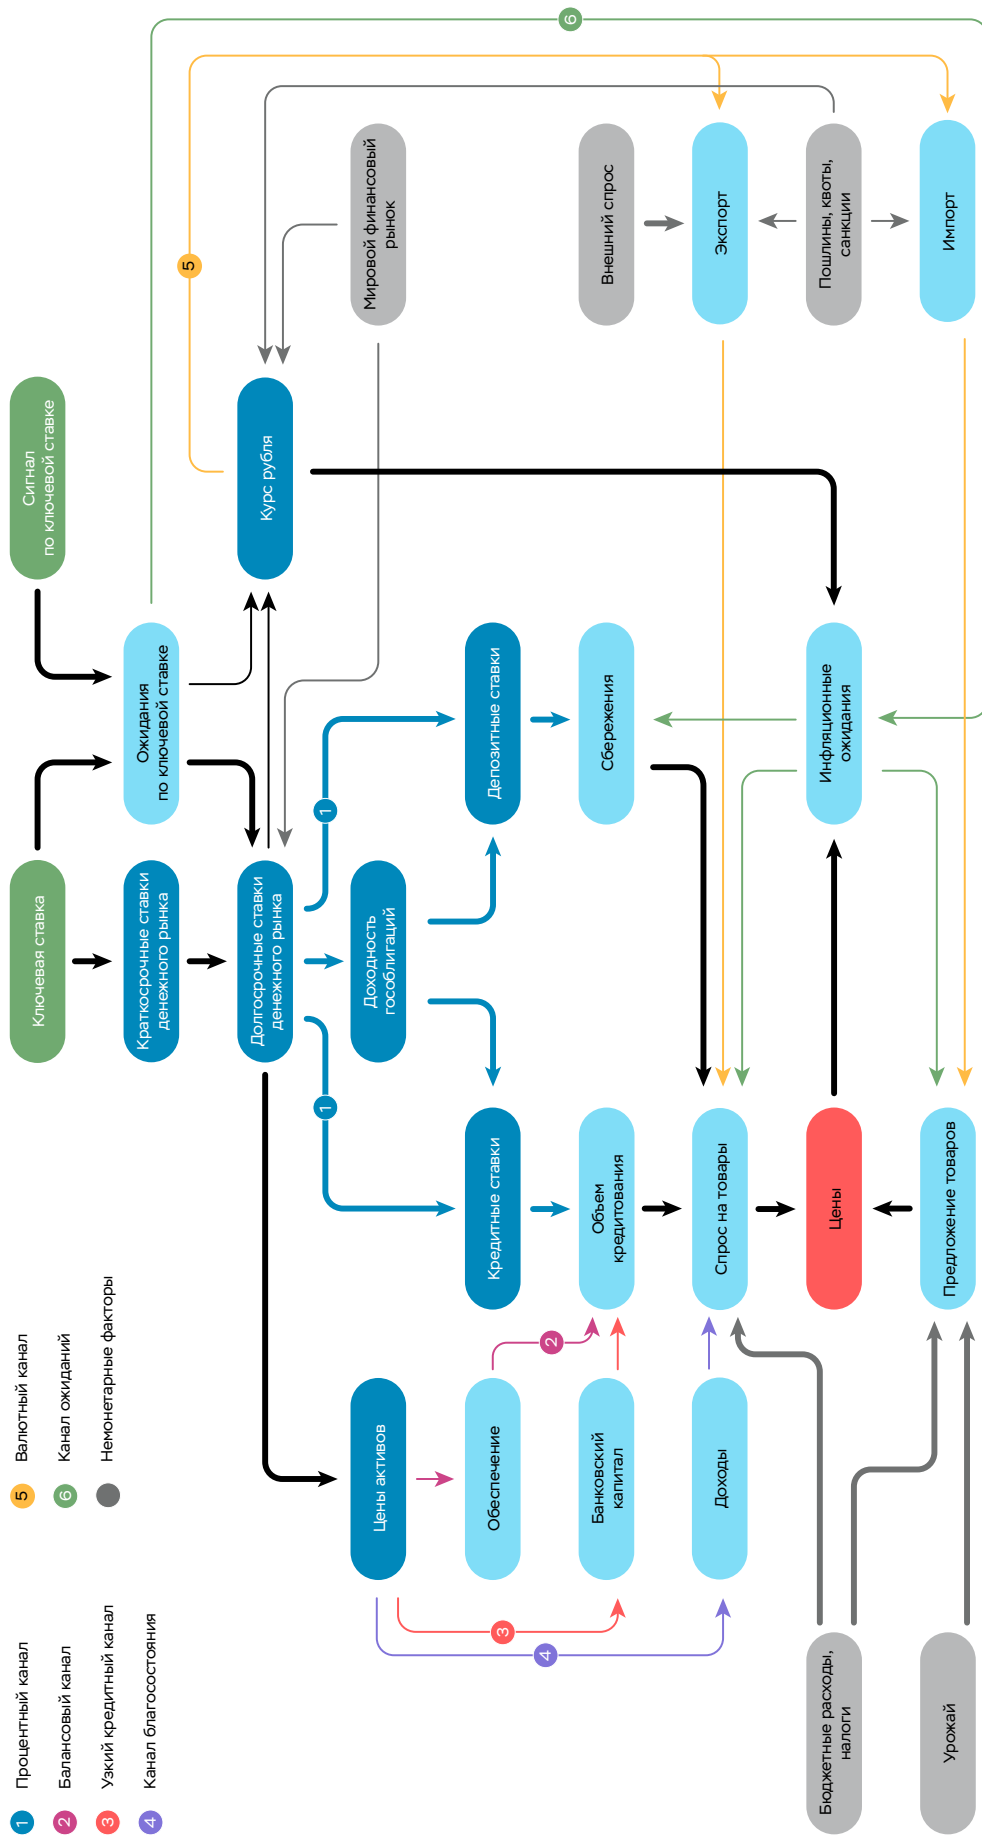 1 Процентный канал
2 Балансовый канал
3 Узкий кредитный канал
4 Канал благосостояния
5 Валютный канал
6 Канал ожиданий
Немонетарные факторы
Ключевая ставка
Сигнал
по ключевой ставке
Краткосрочные ставки
денежного рынка
Ожидания
по ключевой ставке
6
5
Долгосрочные ставки
денежного рынка
Курс рубля
Цены активов
Доходность
гособлигаций
Мировой финансовый
рынок
1
1
Обеспечение
Кредитные ставки
Депозитные ставки
3
4
2
Банковский
капитал
Объем
кредитования
Сбережения
Внешний спрос
Доходы
Спрос на товары
Экспорт
Бюджетные расходы,
налоги
Цены
Инфляционные
ожидания
Пошлины, квоты,
санкции
Урожай
Предложение товаров
Импорт